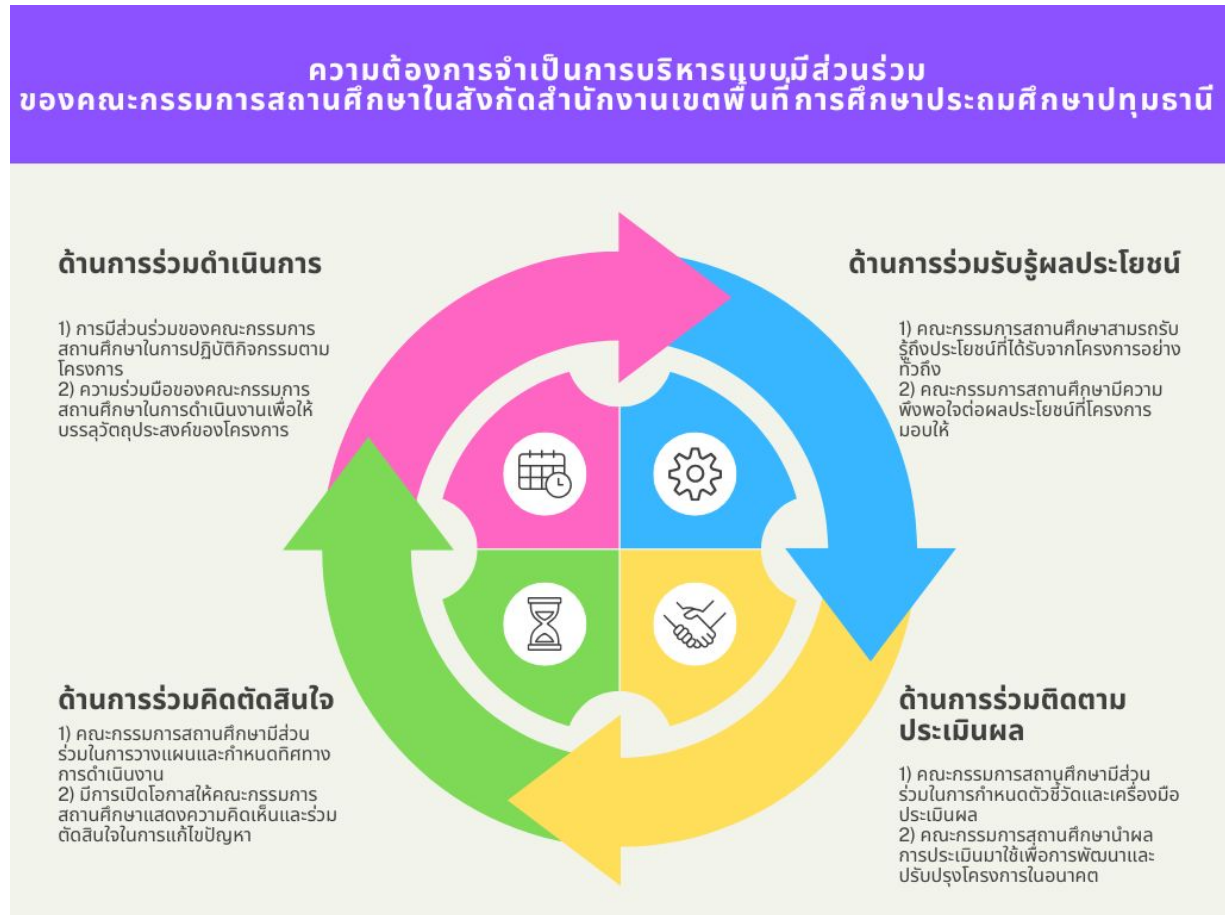 ความต้องการจำเป็นการบริหารแบบมีส่วนร่วม
ของคณะกรรมการสถานศึกษาในสังกัดสำนักงานเขตพื้นที่การศึกษาประถมศึกษาปทุมธานี
ด้านการร่วมดำเนินการ
1) การมีส่วนร่วมของคณะกรรมการ
สถานศึกษาในการปฏิบัติกิจกรรมตาม
โครงการ
2) ความร่วมมือของคณะกรรมการ
สถานศึกษาในการดำเนินงานเพื่อให้
บรรลุวัตถุประสงค์ของโครงการ
ด้านการร่วมรับรู้ผลประโยชน์
1) คณะกรรมการสถานศึกษาสามรถรับ
รู้ถึงประโยชน์ที่ได้รับจากโครงการอย่าง
ทั่วถึง
2) คณะกรรมการสถานศึกษามีความ
พึงพอใจต่อผลประโยชน์ที่โครงการ
มอบให้
ด้านการร่วมคิดตัดสินใจ
1) คณะกรรมการสถานศึกษามีส่วน
ร่วมในการวางแผนและกำหนดทิศทาง
การดำเนินงาน
2) มีการเปิดโอกาสให้คณะกรรมการ
สถานศึกษาแสดงความคิดเห็นและร่วม
ตัดสินใจในการแก้ไขปัญหา
ด้านการร่วมติดตาม
ประเมินผล
1) คณะกรรมการสถานศึกษามีส่วน
ร่วมในการกำหนดตัวชี้วัดและเครื่องมือ
ประเมินผล
2) คณะกรรมการสถานศึกษานำผล
การประเมินมาใช้เพื่อการพัฒนาและ
ปรับปรุงโครงการในอนาคต